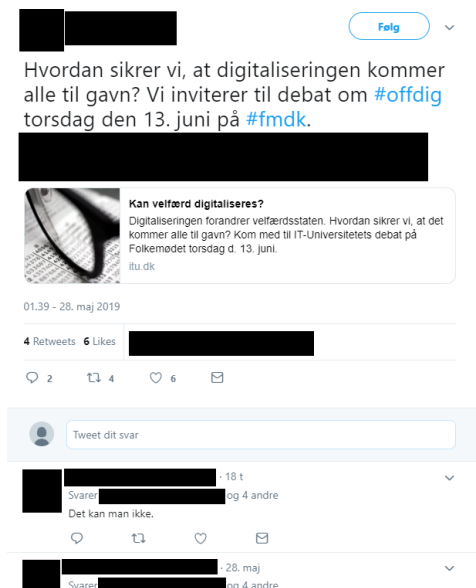 Følg
Hvordan sikrer vi, at digitaliseringen kommer
alle til gavn? Vi inviterer til debat om #offdig
torsdag den 13. juni på #fmdk.
Kan velfærd digitaliseres?
Digitaliseringen forandrer velfærdsstaten. Hvordan sikrer vi, at det
kommer alle til gavn? Kom med til IT-Universitetets debat på
Folkemødet torsdag d. 13. juni.
itu.dk
01.39 - 28. maj 2019
4 Retweets 6 Likes
2 4 6
Tweet dit svar
· 18 t
Svarer og 4 andre
Det kan man ikke.
· 28. maj
Svarer og 4 andre